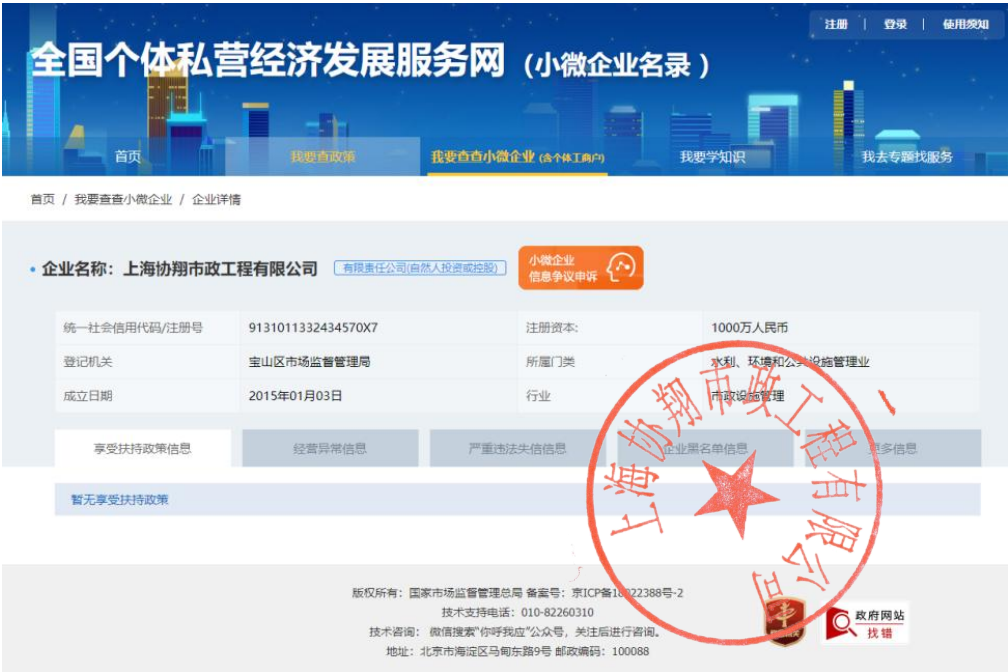 注册 | 登录 | 使用须知
全国个体私营经济发展服务网（小微企业名录）
首页 我要查政策 我要查查小微企业 (含个体工商户) 我要学知识 我去专题找服务
首页 / 我要查查小微企业 / 企业详情
• 企业名称：上海协翔市政工程有限公司 有限责任公司(自然人投资或控股)
小微企业
信息争议申诉
统一社会信用代码/注册号 9131011332434570X7 注册资本: 1000万人民币
登记机关 宝山区市场监督管理局 所属门类 水利、环境和公共设施管理业
成立日期 2015年01月03日 行业 市政设施管理
享受扶持政策信息 经营异常信息 严重违法失信信息 企业黑名单信息 更多信息
暂无享受扶持政策
上海协翔市政工程有限公司
版权所有：国家市场监督管理总局 备案号：京ICP备18022388号-2
技术支持电话：010-82260310
技术咨询： 微信搜索“你呼我应”公众号，关注后进行咨询。
地址：北京市海淀区马甸东路9号 邮政编码：100088
政府网站
找错